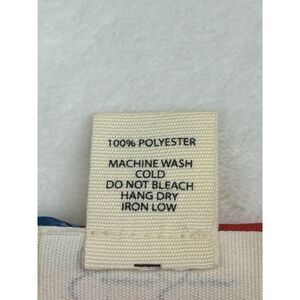 100% POLYESTER
MACHINE WASH
COLD
DO NOT BLEACH
HANG DRY
IRON LOW